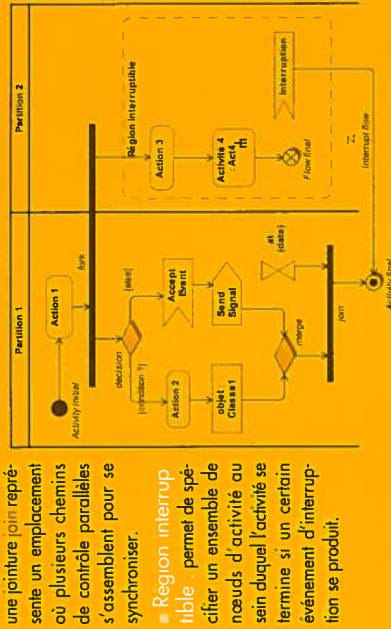 une jointure join repré-
sente un emplacement
où plusieurs chemins
de contrôle parallèles
s'assemblent pour se
synchroniser.
Région interrup
tible . permet de spé-
cifier un ensemble de
nœuds d'activité au
sein duquel l'activité se
termine si un certain
événement d'interrup-
tion se produit.
Partition 1
Partition 2
Activity initial
Action 1
fork
decision
[condition 1]
[else]
Action 2
Accept
Event
objet
Classe1
Send
Signal
merge
at
(date)
join
Activity final
Région interruptible
Action 3
Activité 4
: Act4
Flow final
Interruption
Interrupt flow